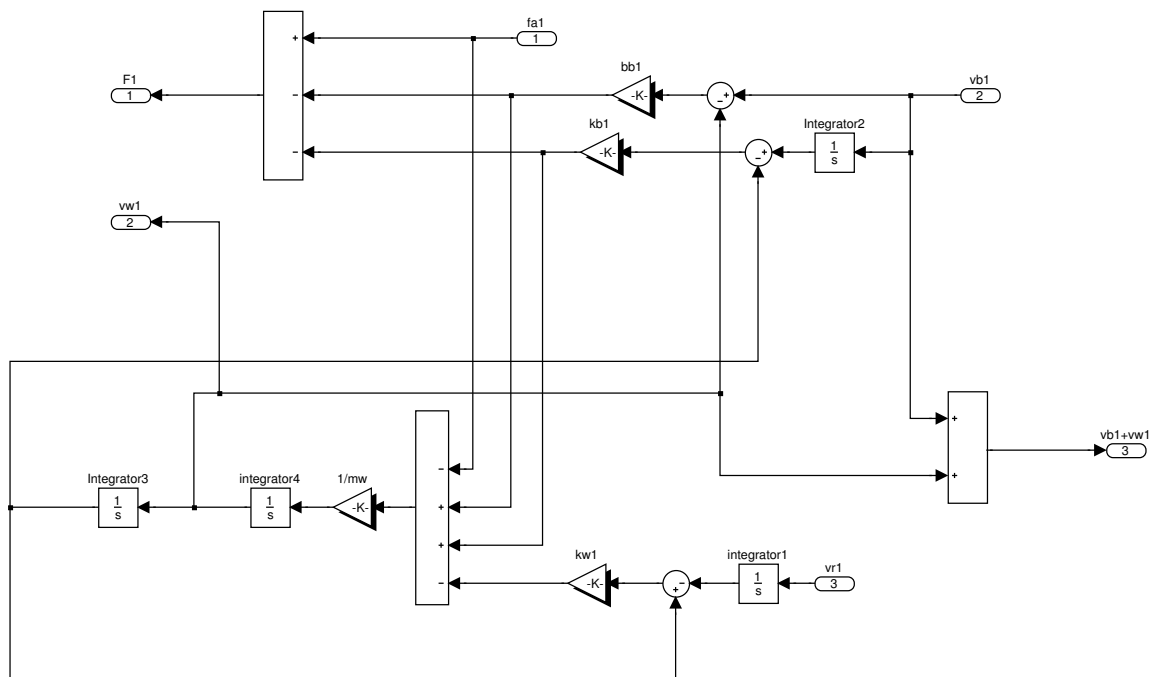 fa1
1
+
F1
1
−
bb1
-K-
−
+
vb1
2
kb1
-K-
−
−
+
Integrator2
1
s
vw1
2
+
+
vb1+vw1
3
Integrator3
1
s
integrator4
1
s
1/mw
-K-
−
+
+
−
kw1
-K-
−
+
integrator1
1
s
vr1
3